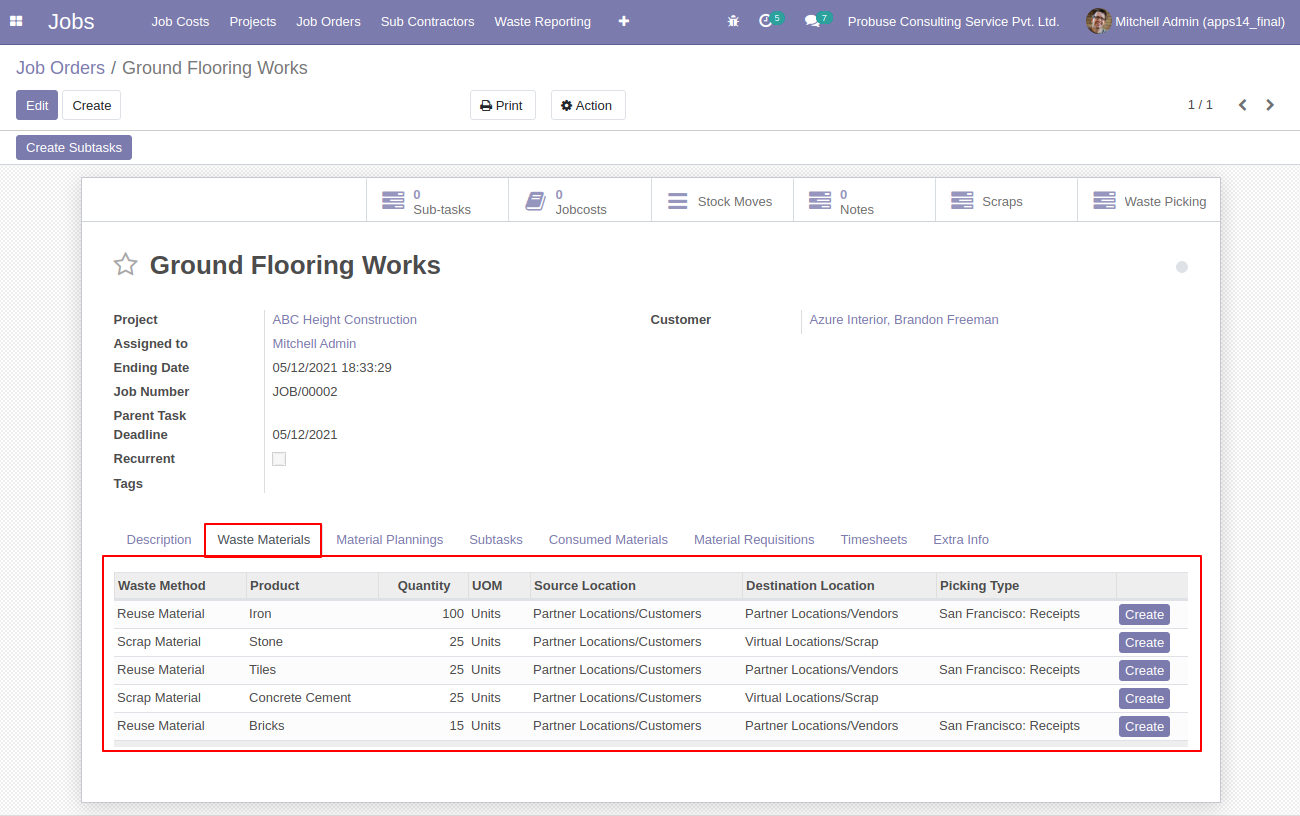 Jobs Job Costs Projects Job Orders Sub Contractors Waste Reporting 5 7 Probuse Consulting Service Pvt. Ltd. Mitchell Admin (apps14_final)
Job Orders / Ground Flooring Works
Edit Create Print Action 1 / 1
Create Subtasks
0 Sub-tasks 0 Jobcosts Stock Moves 0 Notes Scraps Waste Picking
Ground Flooring Works
Project ABC Height Construction Customer Azure Interior, Brandon Freeman
Assigned to Mitchell Admin
Ending Date 05/12/2021 18:33:29
Job Number JOB/00002
Parent Task
Deadline 05/12/2021
Recurrent
Tags
Description Waste Materials Material Plannings Subtasks Consumed Materials Material Requisitions Timesheets Extra Info
Waste Method Product Quantity UOM Source Location Destination Location Picking Type
Reuse Material Iron 100 Units Partner Locations/Customers Partner Locations/Vendors San Francisco: Receipts Create
Scrap Material Stone 25 Units Partner Locations/Customers Virtual Locations/Scrap Create
Reuse Material Tiles 25 Units Partner Locations/Customers Partner Locations/Vendors San Francisco: Receipts Create
Scrap Material Concrete Cement 25 Units Partner Locations/Customers Virtual Locations/Scrap Create
Reuse Material Bricks 15 Units Partner Locations/Customers Partner Locations/Vendors San Francisco: Receipts Create